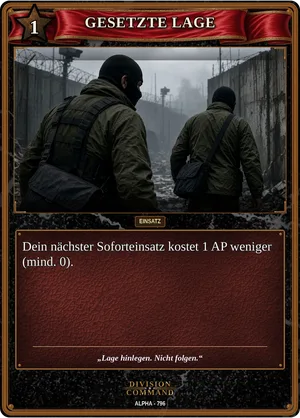 1
GESETZTE LAGE
EINSATZ
Dein nächster Soforteinsatz kostet 1 AP weniger
(mind. 0).
„Lage hinlegen. Nicht folgen.“
DIVISION
COMMAND
ALPHA - 796